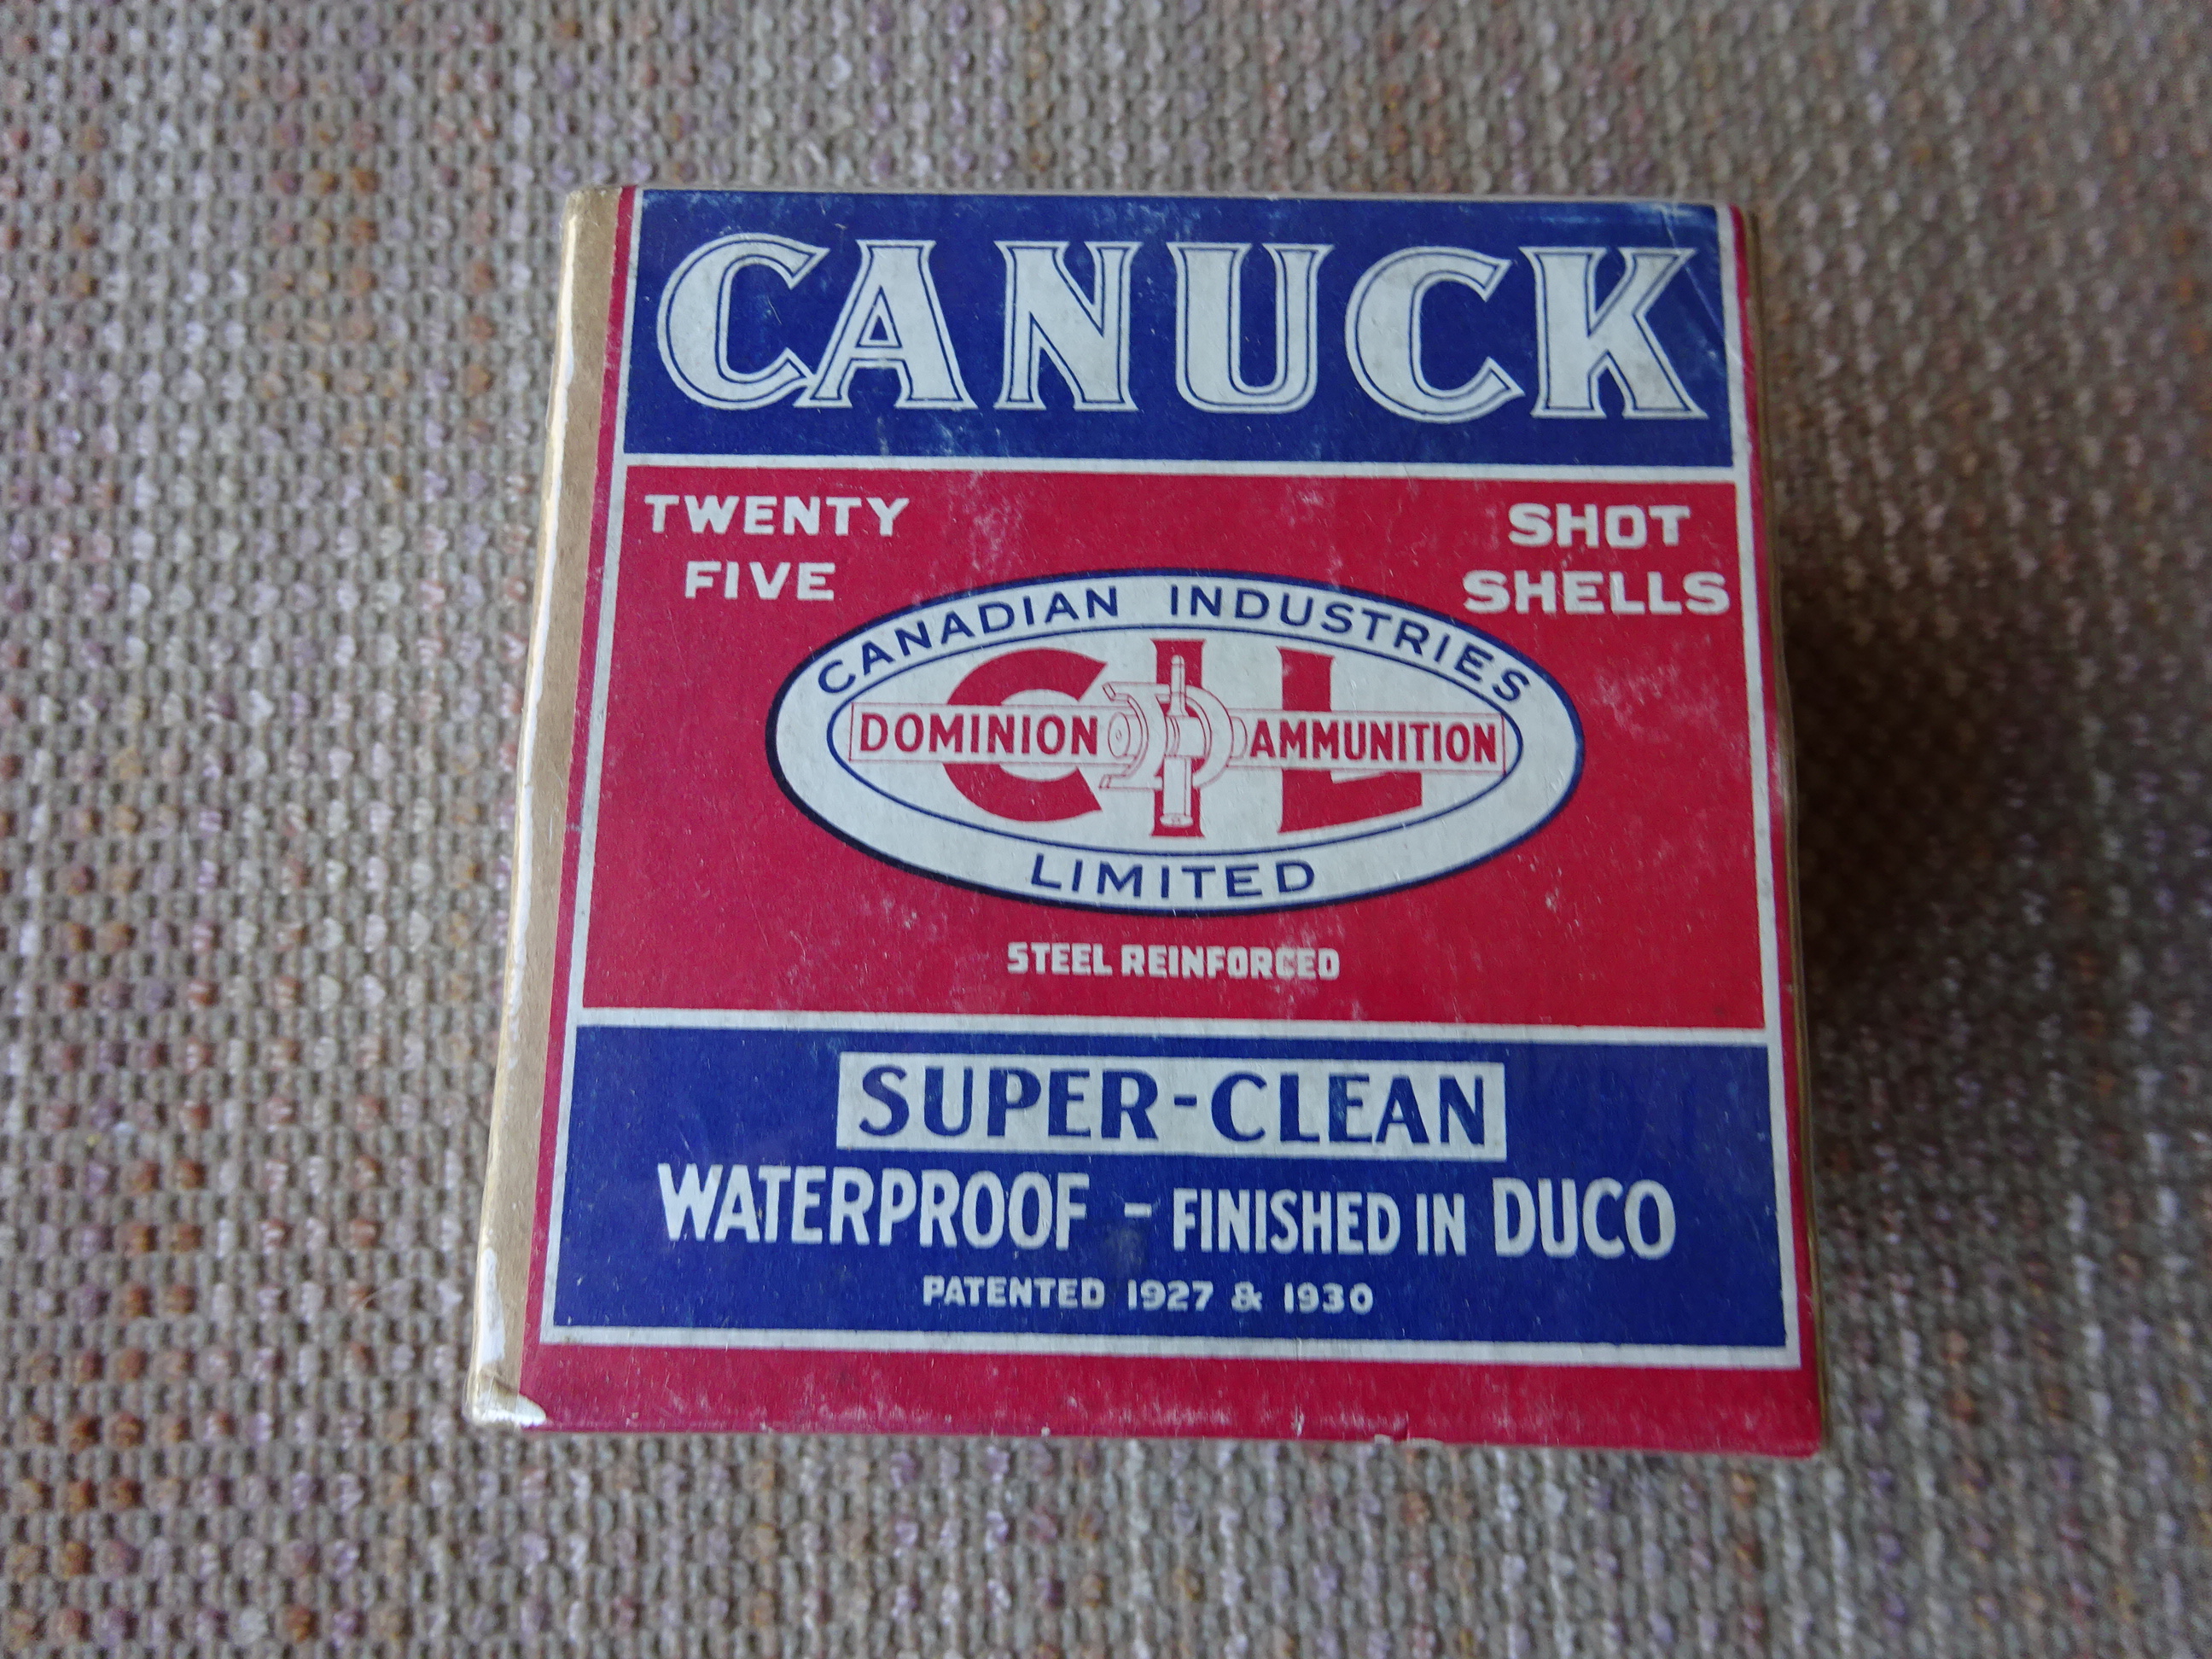 CANUCK
TWENTY FIVE
SHOT SHELLS
CANADIAN INDUSTRIES
CIL
DOMINION AMMUNITION
LIMITED
STEEL REINFORCED
SUPER-CLEAN
WATERPROOF - FINISHED IN DUCO
PATENTED 1927 & 1930